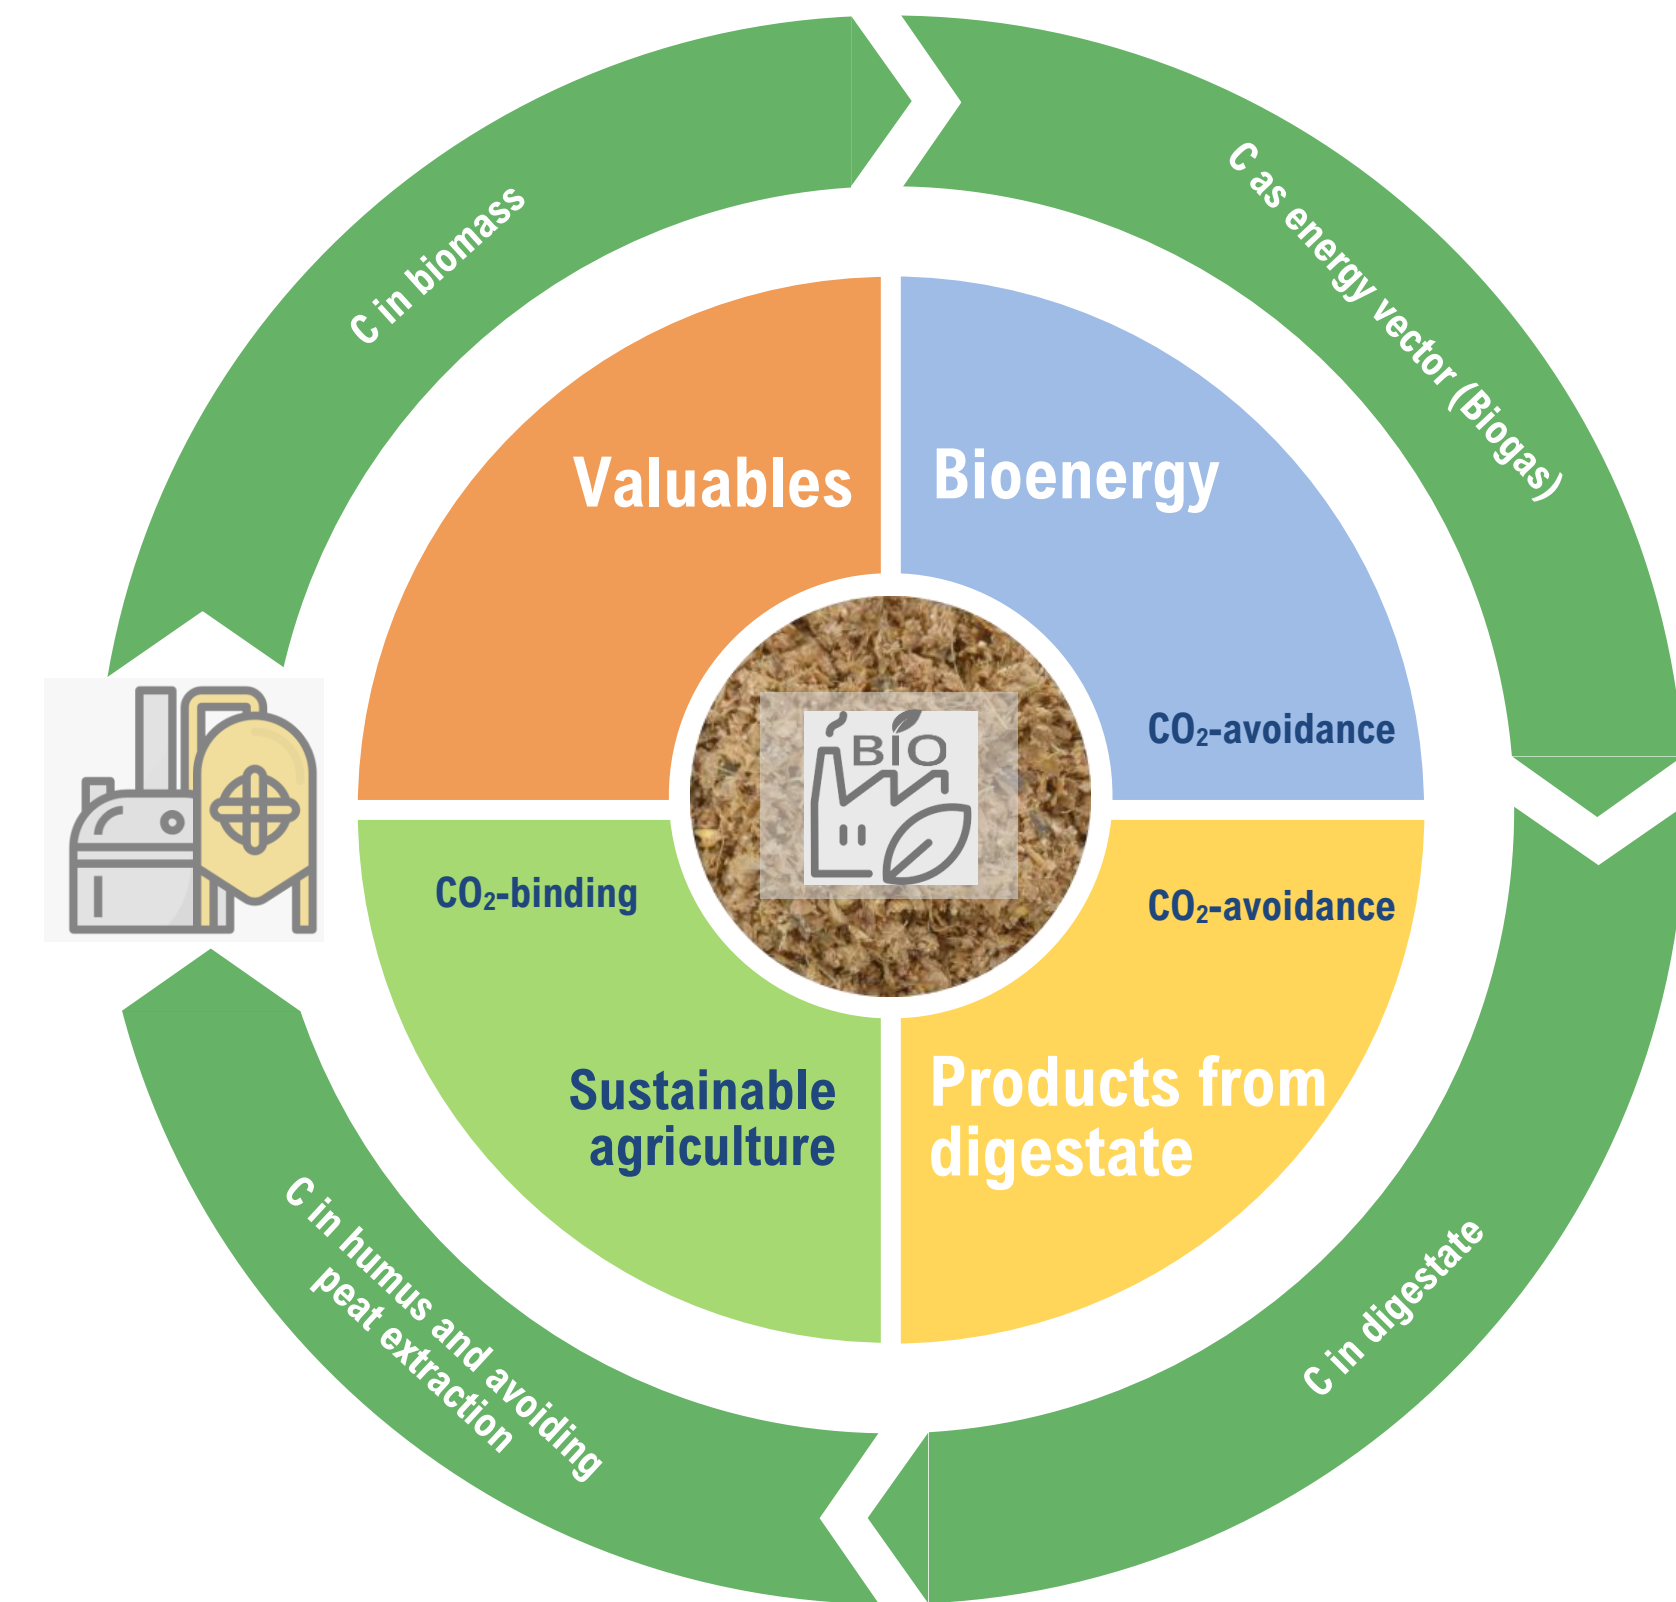 C in biomass
C as energy vector (Biogas)
Valuables
Bioenergy
CO₂-avoidance
BIO
CO₂-binding
CO₂-avoidance
Sustainable
agriculture
Products from
digestate
C in humus and avoiding
peat extraction
C in digestate